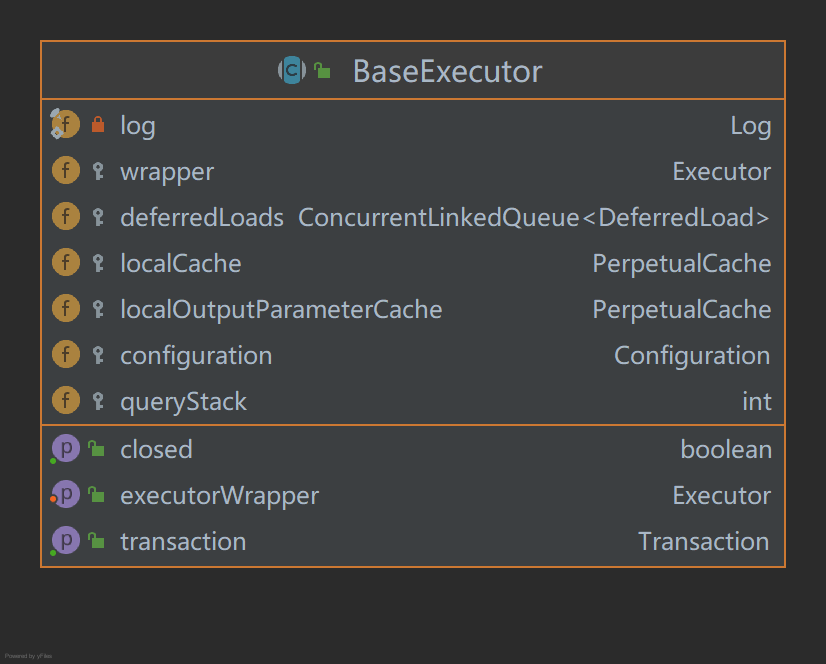 BaseExecutor
log Log
wrapper Executor
deferredLoads ConcurrentLinkedQueue<DeferredLoad>
localCache PerpetualCache
localOutputParameterCache PerpetualCache
configuration Configuration
queryStack int
closed boolean
executorWrapper Executor
transaction Transaction
Powered by yFiles